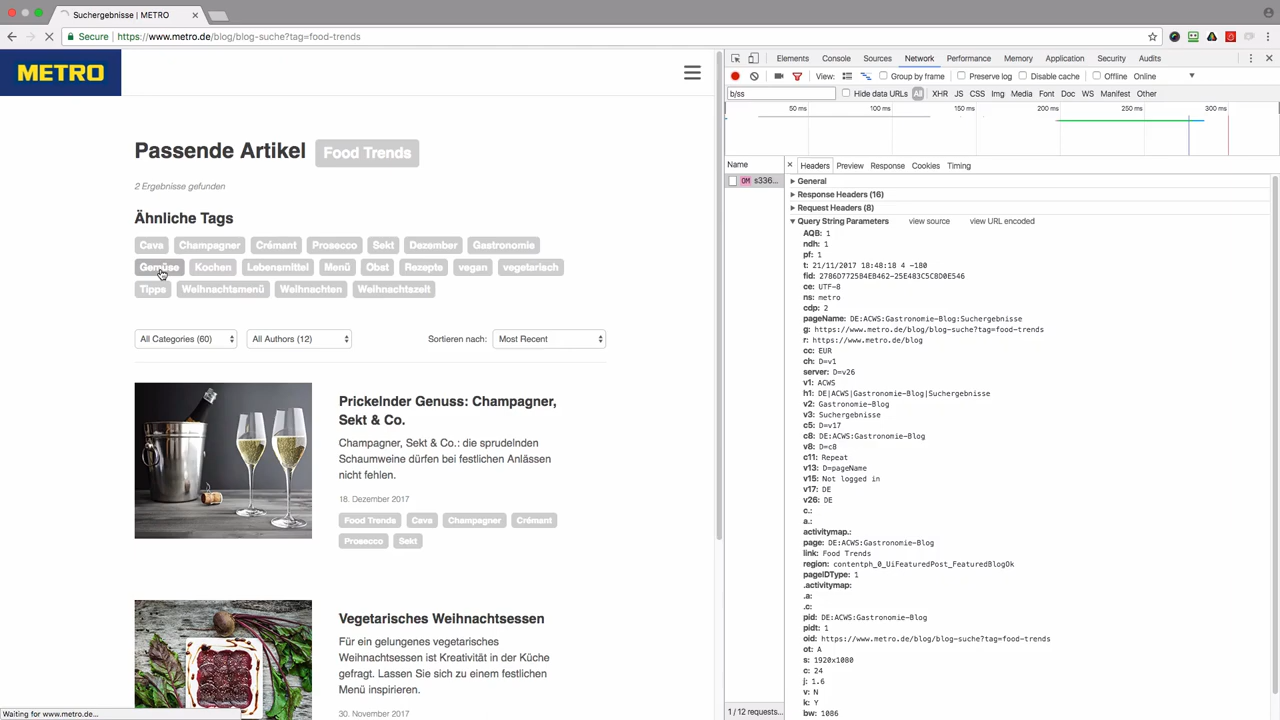 Suchergebnisse | METRO
Secure | https://www.metro.de/blog/blog-suche?tag=food-trends
METRO
Passende Artikel Food Trends
2 Ergebnisse gefunden
Ähnliche Tags
Cava Champagner Crémant Prosecco Sekt Dezember Gastronomie
Gemüse Kochen Lebensmittel Menü Obat Rezepte vegan vegetarisch
Tipps Weihnachtsmenü Weihnachten Weihnachtszeit
All Categories (60) All Authors (12) Sortieren nach: Most Recent
Prickelnder Genuss: Champagner,
Sekt & Co.
Champagner, Sekt & Co.: die sprudelnden
Schaumweine dürfen bei festlichen Anlässen
nicht fehlen.
18. Dezember 2017
Food Trends Cava Champagner Crémant
Prosecco Sekt
Vegetarisches Weihnachtsessen
Für ein gelungenes vegetarisches
Weihnachtsessen ist Kreativität in der Küche
gefragt. Lassen Sie sich zu einem festlichen
Menü inspirieren.
30. November 2017
Waiting for www.metro.de...
Elements Console Sources Network Performance Memory Application Security Audits
View: Group by frame Preserve log Disable cache Offline Online
b/ss Hide data URLs All XHR JS CSS Img Media Font Doc WS Manifest Other
50 ms 100 ms 150 ms 200 ms 250 ms 300 ms
Name Headers Preview Response Cookies Timing
OM s336...
General
Response Headers (16)
Request Headers (8)
Query String Parameters view source view URL encoded
AQB: 1
ndh: 1
pf: 1
t: 21/11/2017 18:48:18 4 -180
fid: 2786D772584E8462-25E483C5C8D0E546
ce: UTF-8
ns: metro
cdp: 2
pageName: DE:ACWS:Gastronomie-Blog:Suchergebnisse
g: https://www.metro.de/blog/blog-suche?tag=food-trends
r: https://www.metro.de/blog
cc: EUR
ch: D=v1
server: D=v26
v1: ACWS
h1: DE|ACWS|Gastronomie-Blog|Suchergebnisse
v2: Gastronomie-Blog
v3: Suchergebnisse
c5: D=v17
c8: DE:ACWS:Gastronomie-Blog
v8: D=c8
c11: Repeat
v13: D=pageName
v15: Not logged in
v17: DE
v26: DE
c.:
a.:
activitymap.:
page: DE:ACWS:Gastronomie-Blog
link: Food Trends
region: contentph_0_UiFeaturedPost_FeaturedBlogOk
pageIDType: 1
.activitymap:
.a:
.c:
pid: DE:ACWS:Gastronomie-Blog
pidt: 1
oid: https://www.metro.de/blog/blog-suche?tag=food-trends
ot: A
s: 1920x1080
c: 24
j: 1.6
v: N
k: Y
bw: 1086
1 / 12 requests...